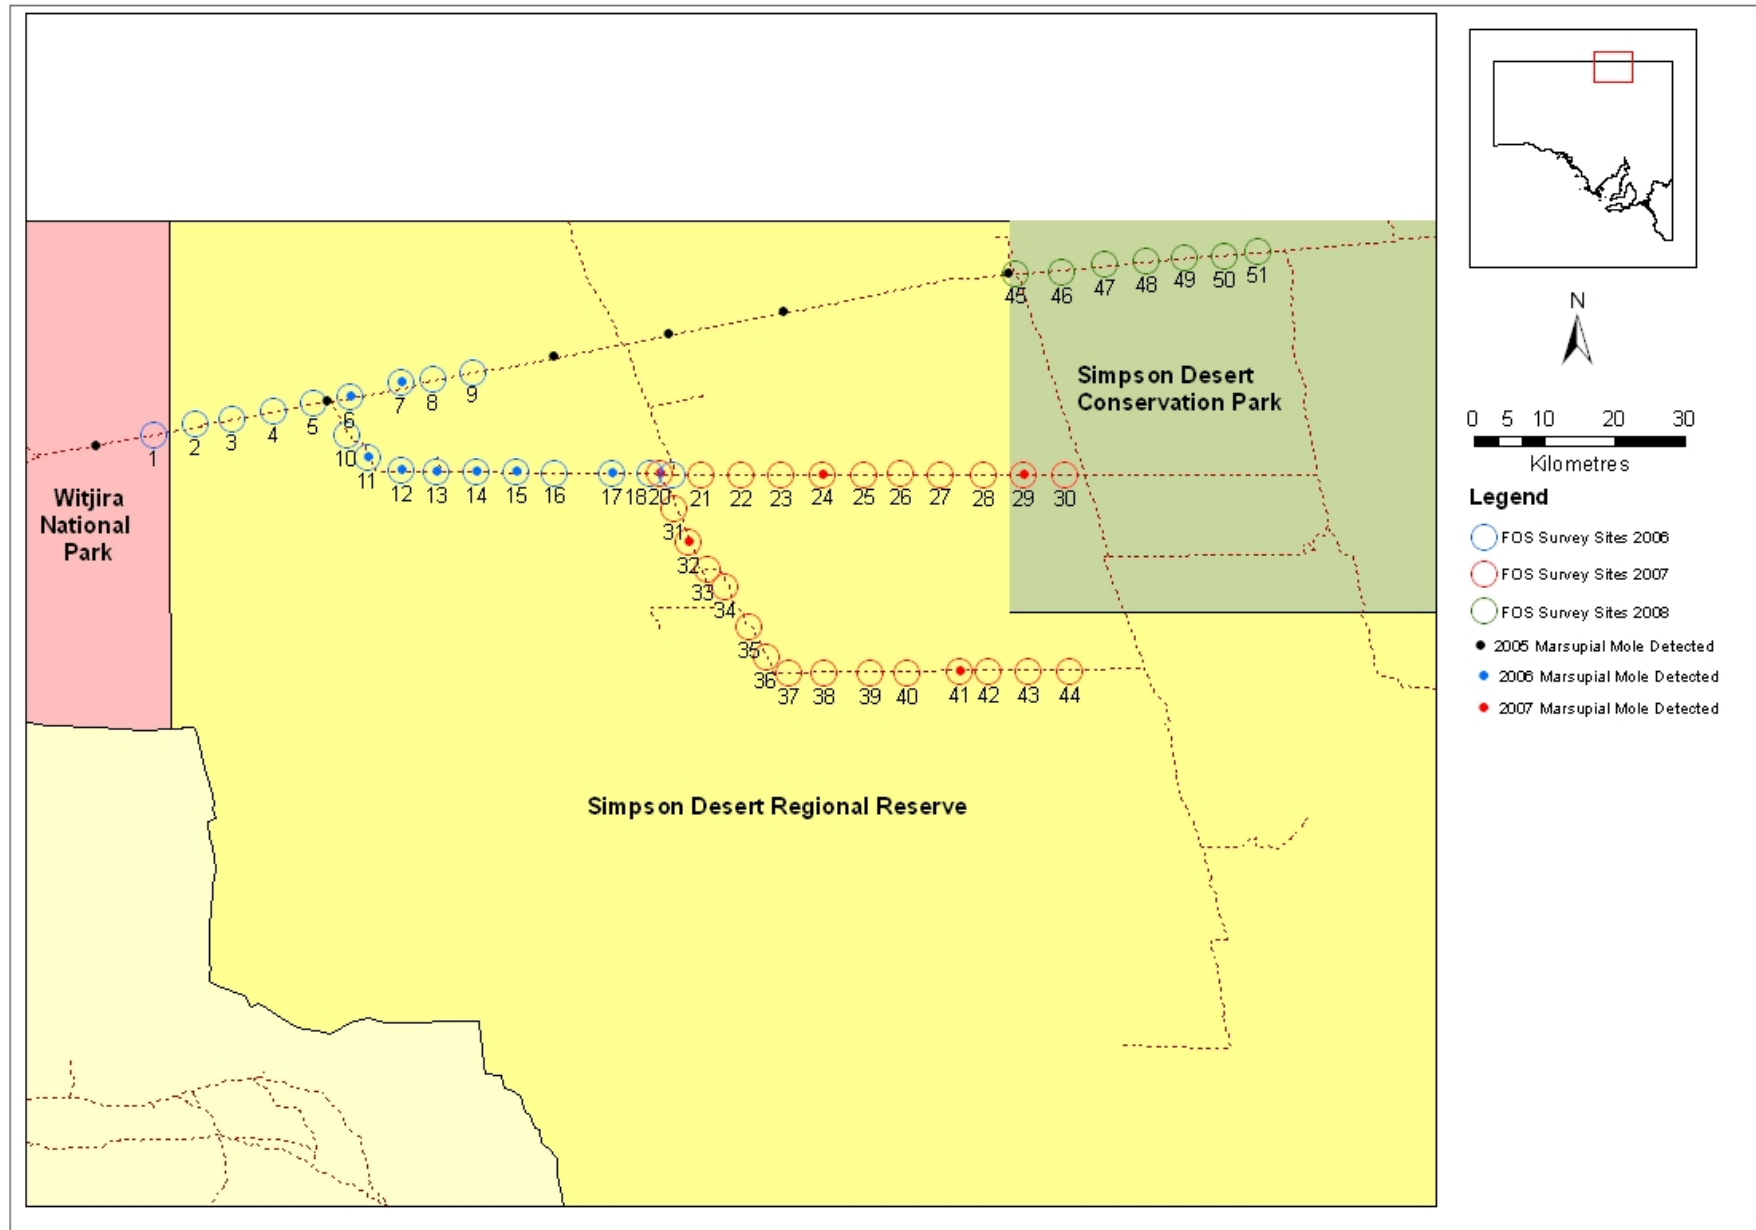 N
0 5 10 20 30
Kilometres
Legend
FOS Survey Sites 2006
FOS Survey Sites 2007
FOS Survey Sites 2008
2005 Marsupial Mole Detected
2006 Marsupial Mole Detected
2007 Marsupial Mole Detected
45 46 47 48 49 50 51
Simpson Desert
Conservation Park
1 2 3 4 5 6 7 8 9
10
11 12 13 14 15 16 17 18 20 21 22 23 24 25 26 27 28 29 30
Witjira
National
Park
31
32
33
34
35
36
37 38 39 40 41 42 43 44
Simpson Desert Regional Reserve